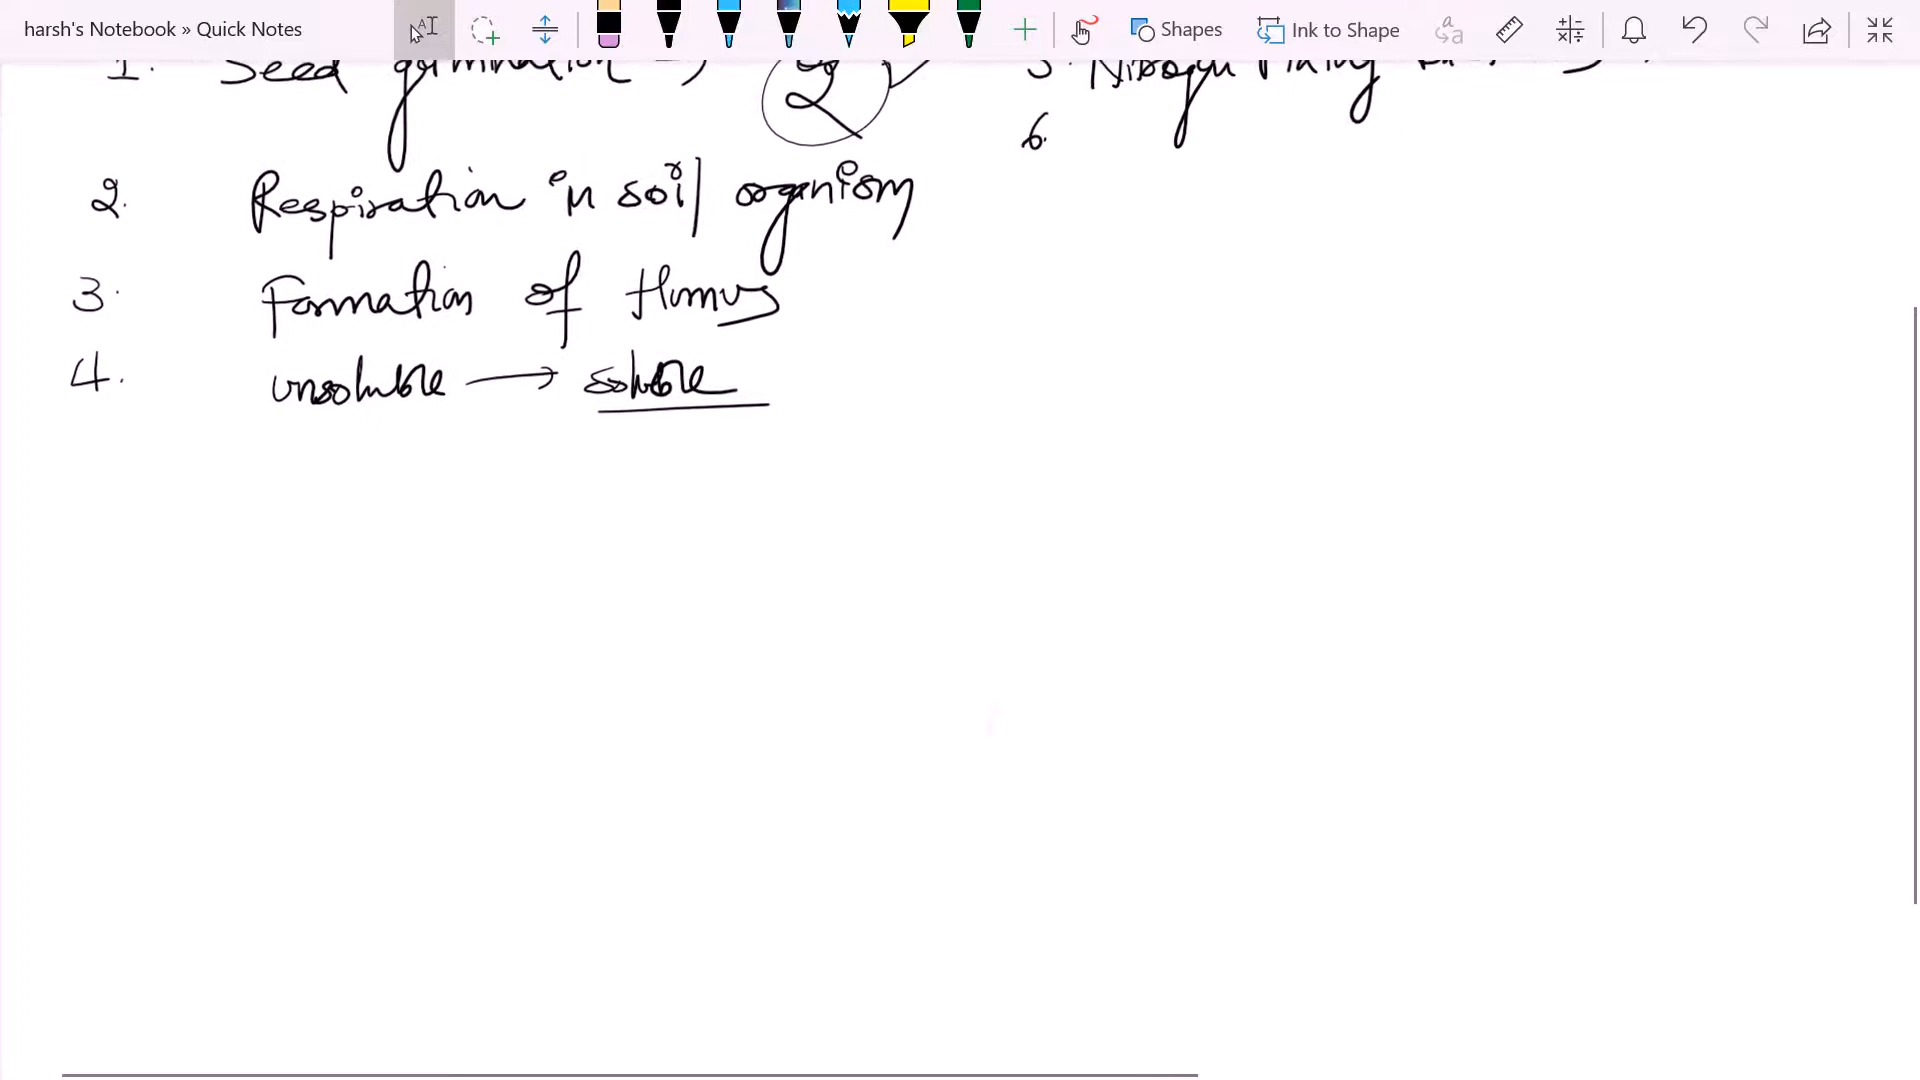 harsh's Notebook » Quick Notes
Shapes
Ink to Shape
1. Seed germination →
5. Nitrogen Fixing
6.
2. Respiration in soil organism
3. Formation of Humus
4. unsoluble → soluble